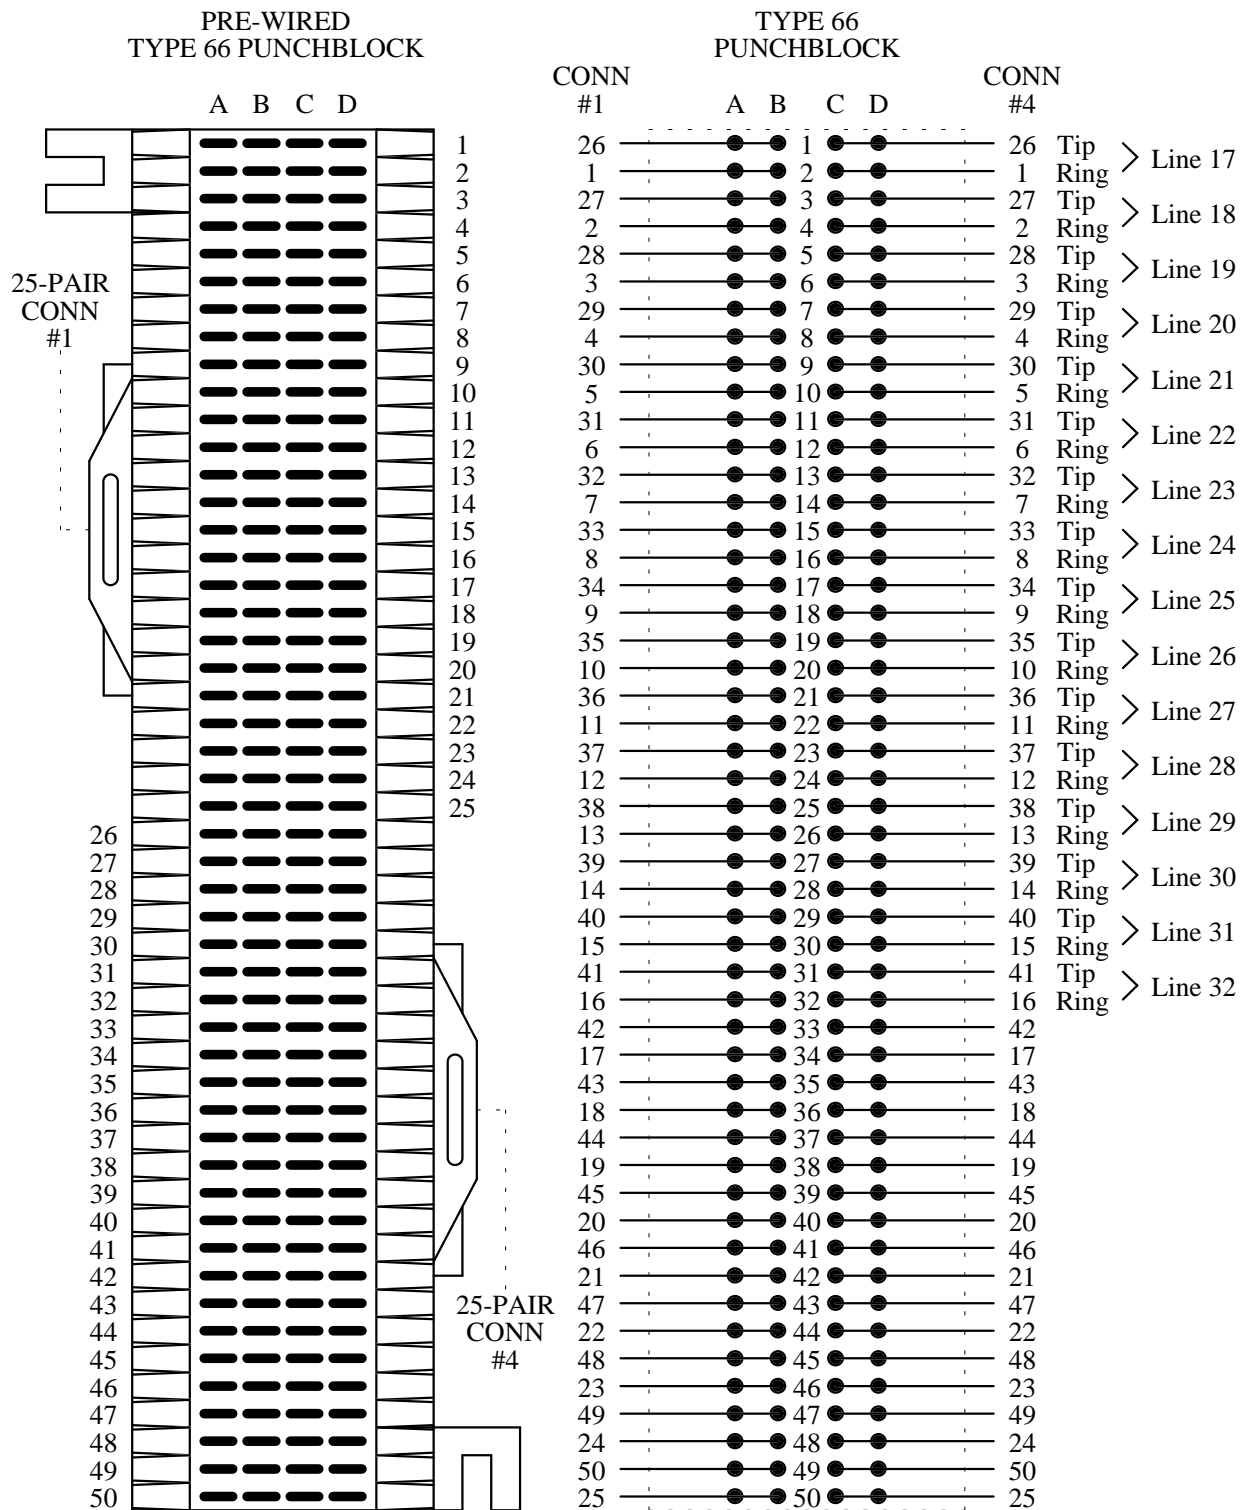 PRE-WIRED
TYPE 66 PUNCHBLOCK
A B C D
1
2
3
4
5
6
7
8
9
10
11
12
13
14
15
16
17
18
19
20
21
22
23
24
25
26
27
28
29
30
31
32
33
34
35
36
37
38
39
40
41
42
43
44
45
46
47
48
49
50
25-PAIR
CONN
#1
25-PAIR
CONN
#4
TYPE 66
PUNCHBLOCK
CONN CONN
#1 A B C D #4
26 1 26 Tip
1 2 1 Ring
Line 17
27 3 27 Tip
2 4 2 Ring
Line 18
28 5 28 Tip
3 6 3 Ring
Line 19
29 7 29 Tip
4 8 4 Ring
Line 20
30 9 30 Tip
5 10 5 Ring
Line 21
31 11 31 Tip
6 12 6 Ring
Line 22
32 13 32 Tip
7 14 7 Ring
Line 23
33 15 33 Tip
8 16 8 Ring
Line 24
34 17 34 Tip
9 18 9 Ring
Line 25
35 19 35 Tip
10 20 10 Ring
Line 26
36 21 36 Tip
11 22 11 Ring
Line 27
37 23 37 Tip
12 24 12 Ring
Line 28
38 25 38 Tip
13 26 13 Ring
Line 29
39 27 39 Tip
14 28 14 Ring
Line 30
40 29 40 Tip
15 30 15 Ring
Line 31
41 31 41 Tip
16 32 16 Ring
Line 32
42 33 42
17 34 17
43 35 43
18 36 18
44 37 44
19 38 19
45 39 45
20 40 20
46 41 46
21 42 21
47 43 47
22 44 22
48 45 48
23 46 23
49 47 49
24 48 24
50 49 50
25 50 25